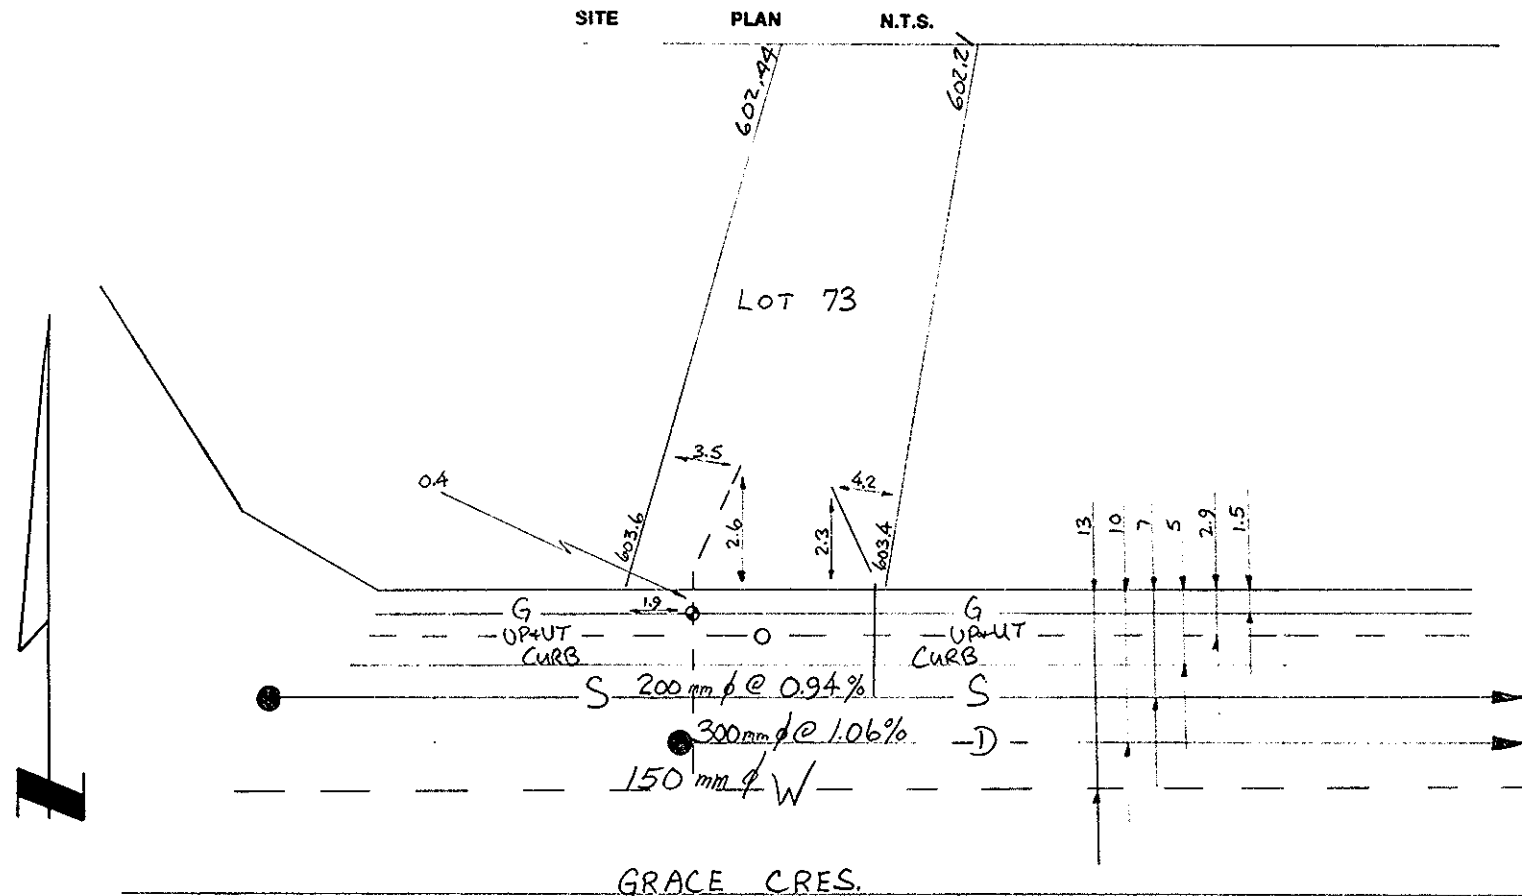 SITE PLAN N.T.S.
602.44
602.21
LOT 73
3.5
4.2
0.4
603.6
2.6
2.3
603.4
13
10
7
5
2.9
1.5
G 1.9 G
UP+UT UP+UT
CURB CURB
S 200 mm ϕ @ 0.94% S
300 mm ϕ @ 1.06% D
150 mm ϕ W
GRACE CRES.